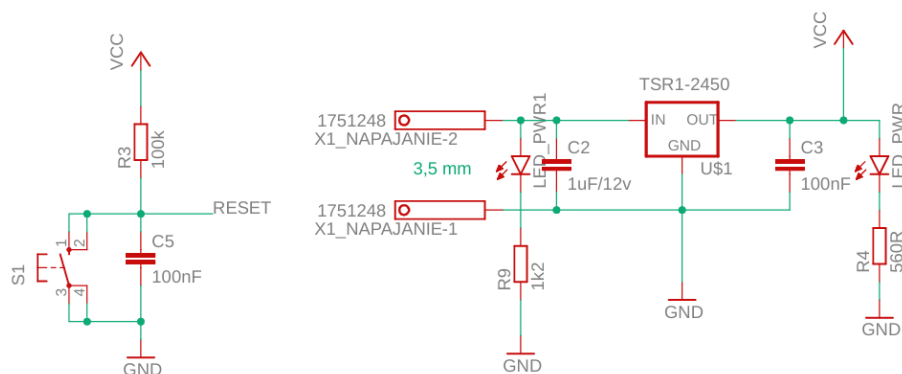 VCC
R3
100k
RESET
S1
1
2
3
4
C5
100nF
GND
1751248
X1_NAPAJANIE-2
3,5 mm
1751248
X1_NAPAJANIE-1
LED_PWR1
C2
1uF/12v
R9
1k2
GND
TSR1-2450
IN
OUT
GND
U$1
GND
VCC
C3
100nF
LED_PWR
R4
560R
GND